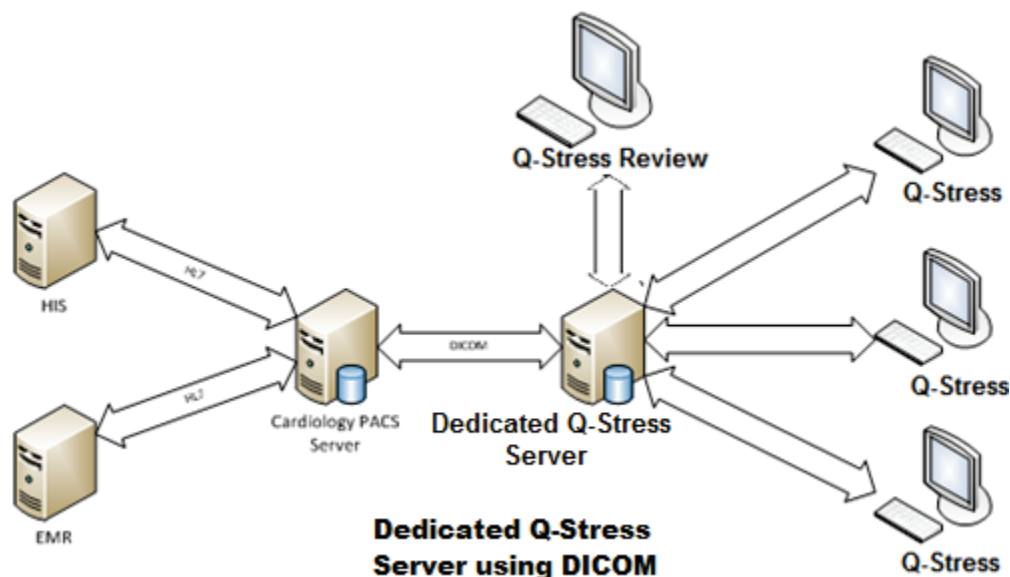 Q-Stress Review
Q-Stress
HIS
HL7
DICOM
Q-Stress
HL7
Cardiology PACS
Server
Dedicated Q-Stress
Server
EMR
Dedicated Q-Stress
Server using DICOM
Q-Stress